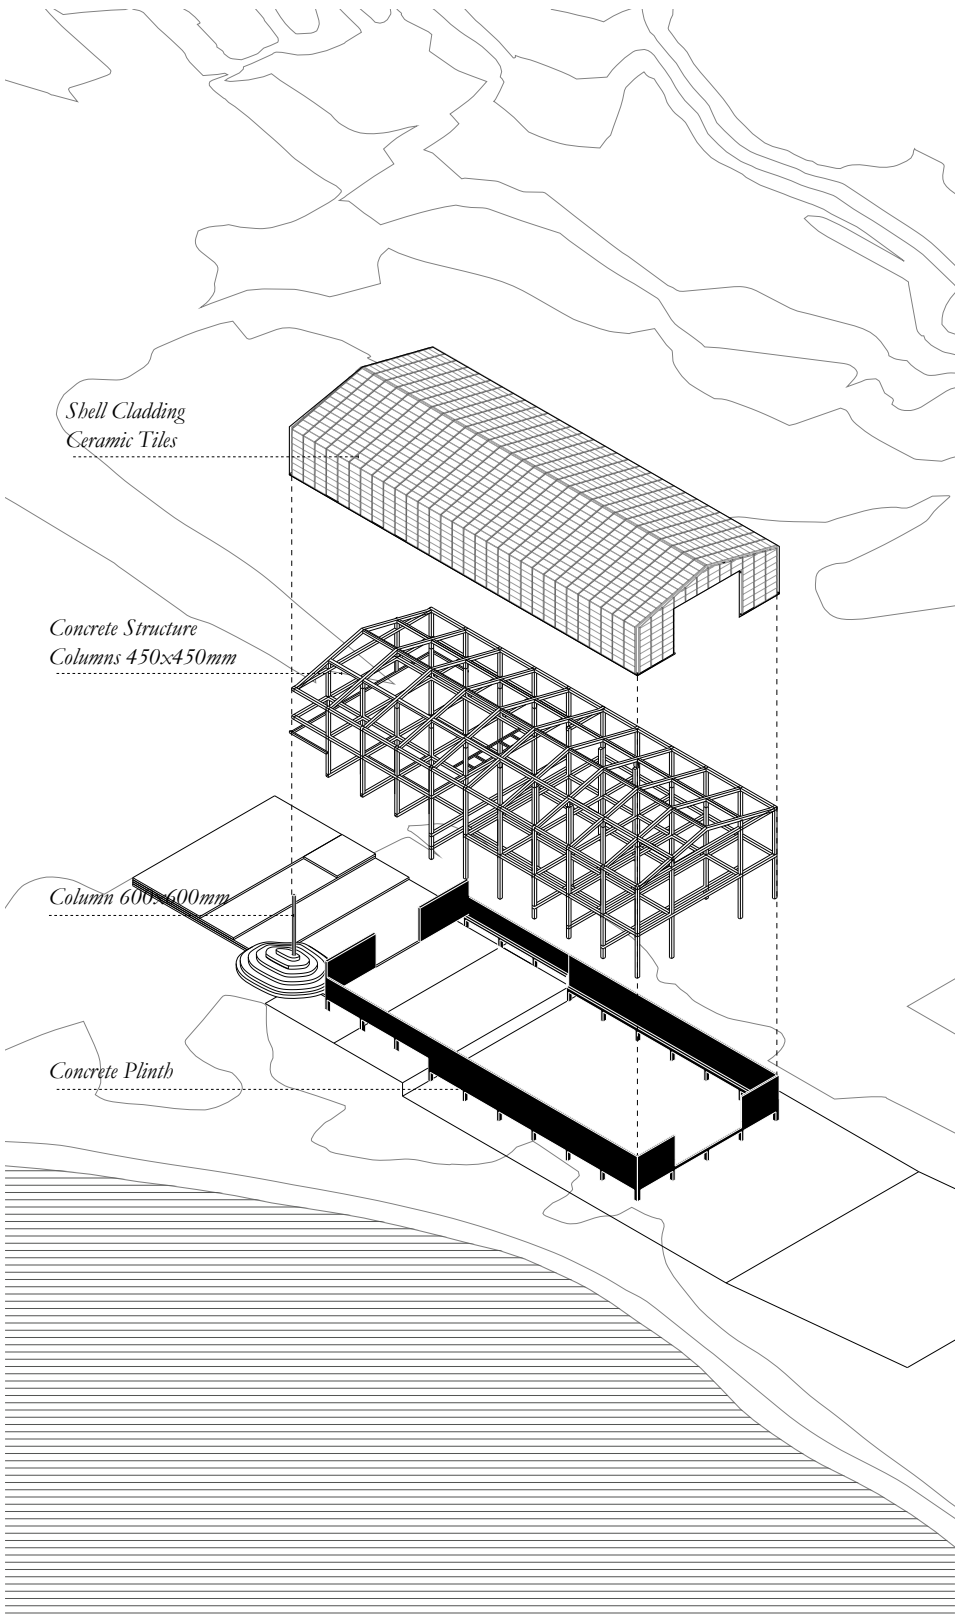 Shell Cladding
Ceramic Tiles
Concrete Structure
Columns 450x450mm
Column 600x600mm
Concrete Plinth